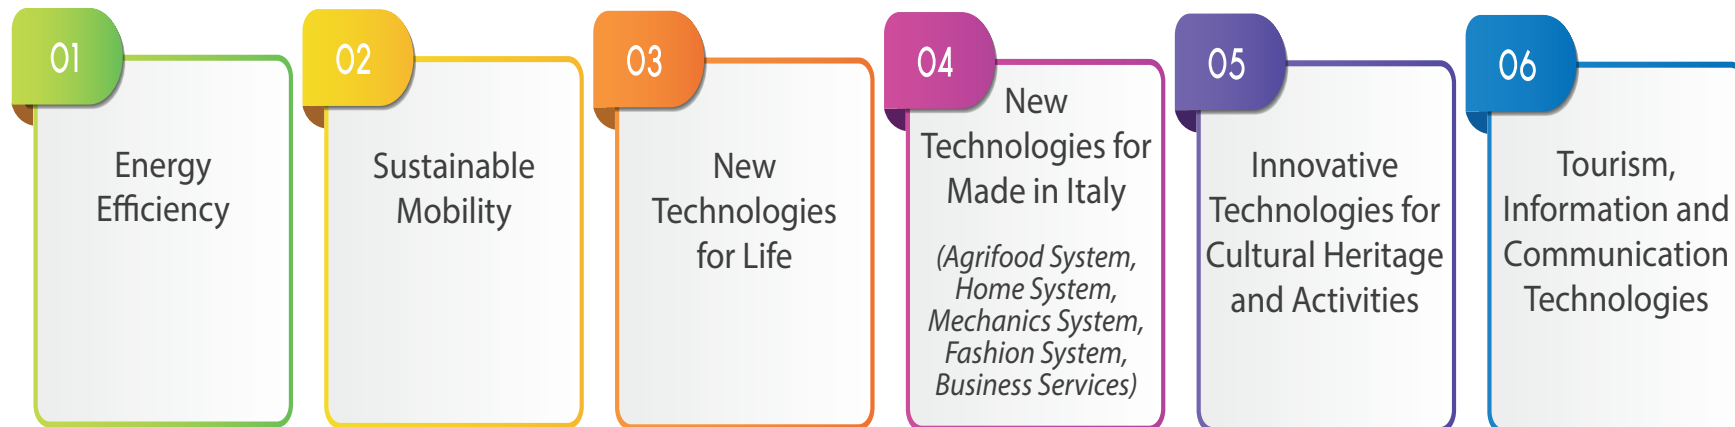 01
Energy
Efficiency
02
Sustainable
Mobility
03
New
Technologies
for Life
04
New
Technologies for
Made in Italy
(Agrifood System,
Home System,
Mechanics System,
Fashion System,
Business Services)
05
Innovative
Technologies for
Cultural Heritage
and Activities
06
Tourism,
Information and
Communication
Technologies